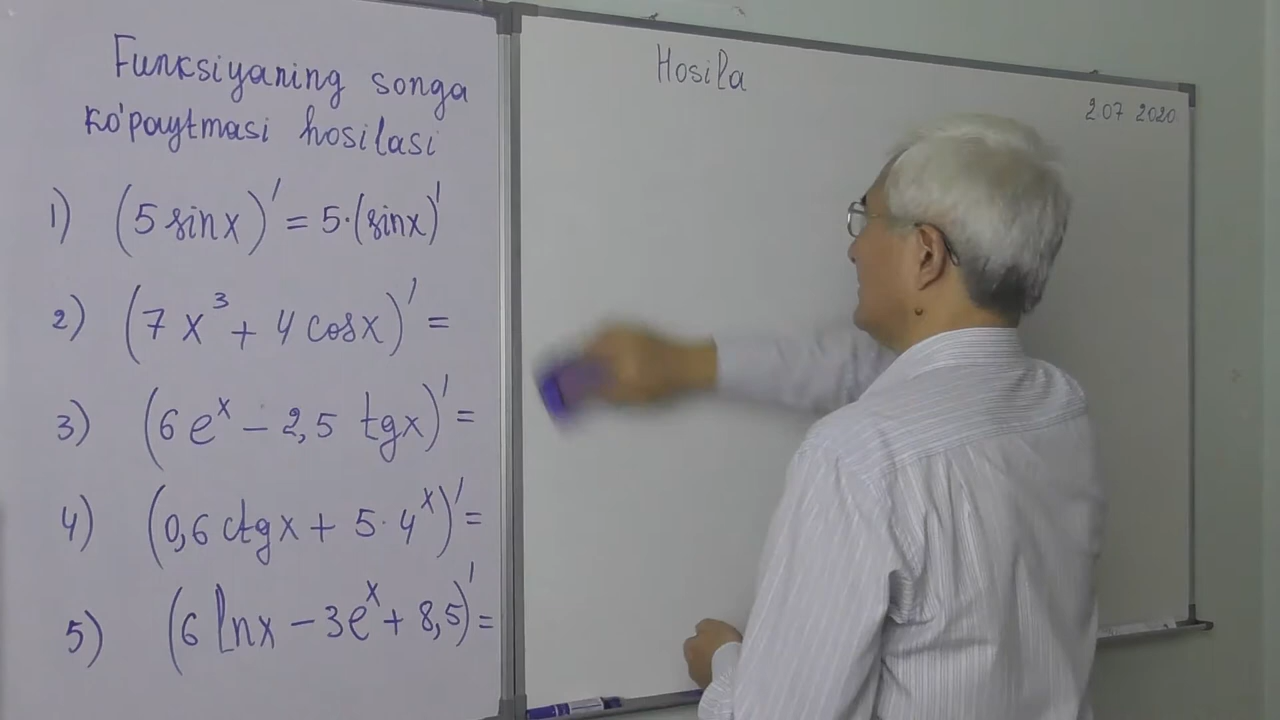 Funksiyaning songa
ko'paytmasi hosilasi
1) (5 sinx)' = 5·(sinx)'
2) (7x³ + 4 cosx)' =
3) (6eˣ − 2,5 tgx)' =
4) (0,6 ctgx + 5·4ˣ)' =
5) (6 lnx − 3eˣ + 8,5)' =
Hosila
2.07 2020